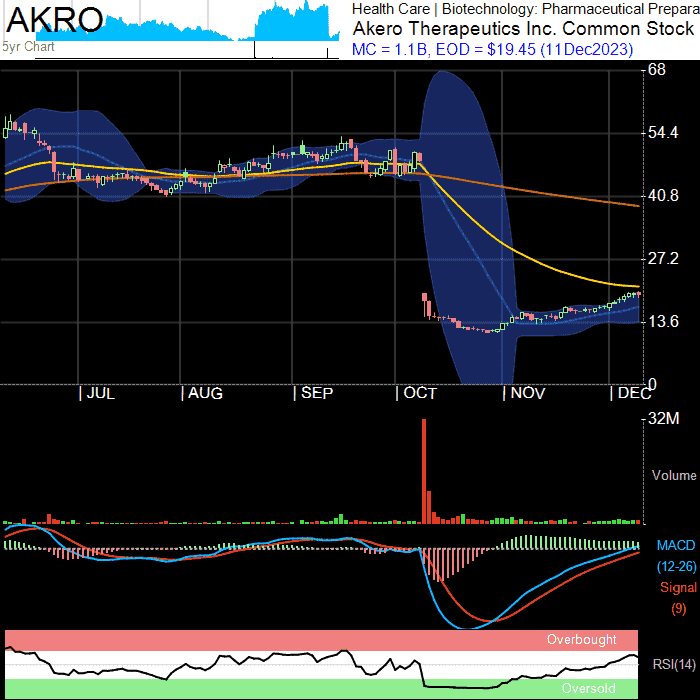 AKRO
5yr Chart
Health Care | Biotechnology: Pharmaceutical Prepara
Akero Therapeutics Inc. Common Stock
MC = 1.1B, EOD = $19.45 (11Dec2023)
68
54.4
40.8
27.2
13.6
0
JUL
AUG
SEP
OCT
NOV
DEC
32M
Volume
MACD
(12-26)
Signal
(9)
Overbought
RSI(14)
Oversold